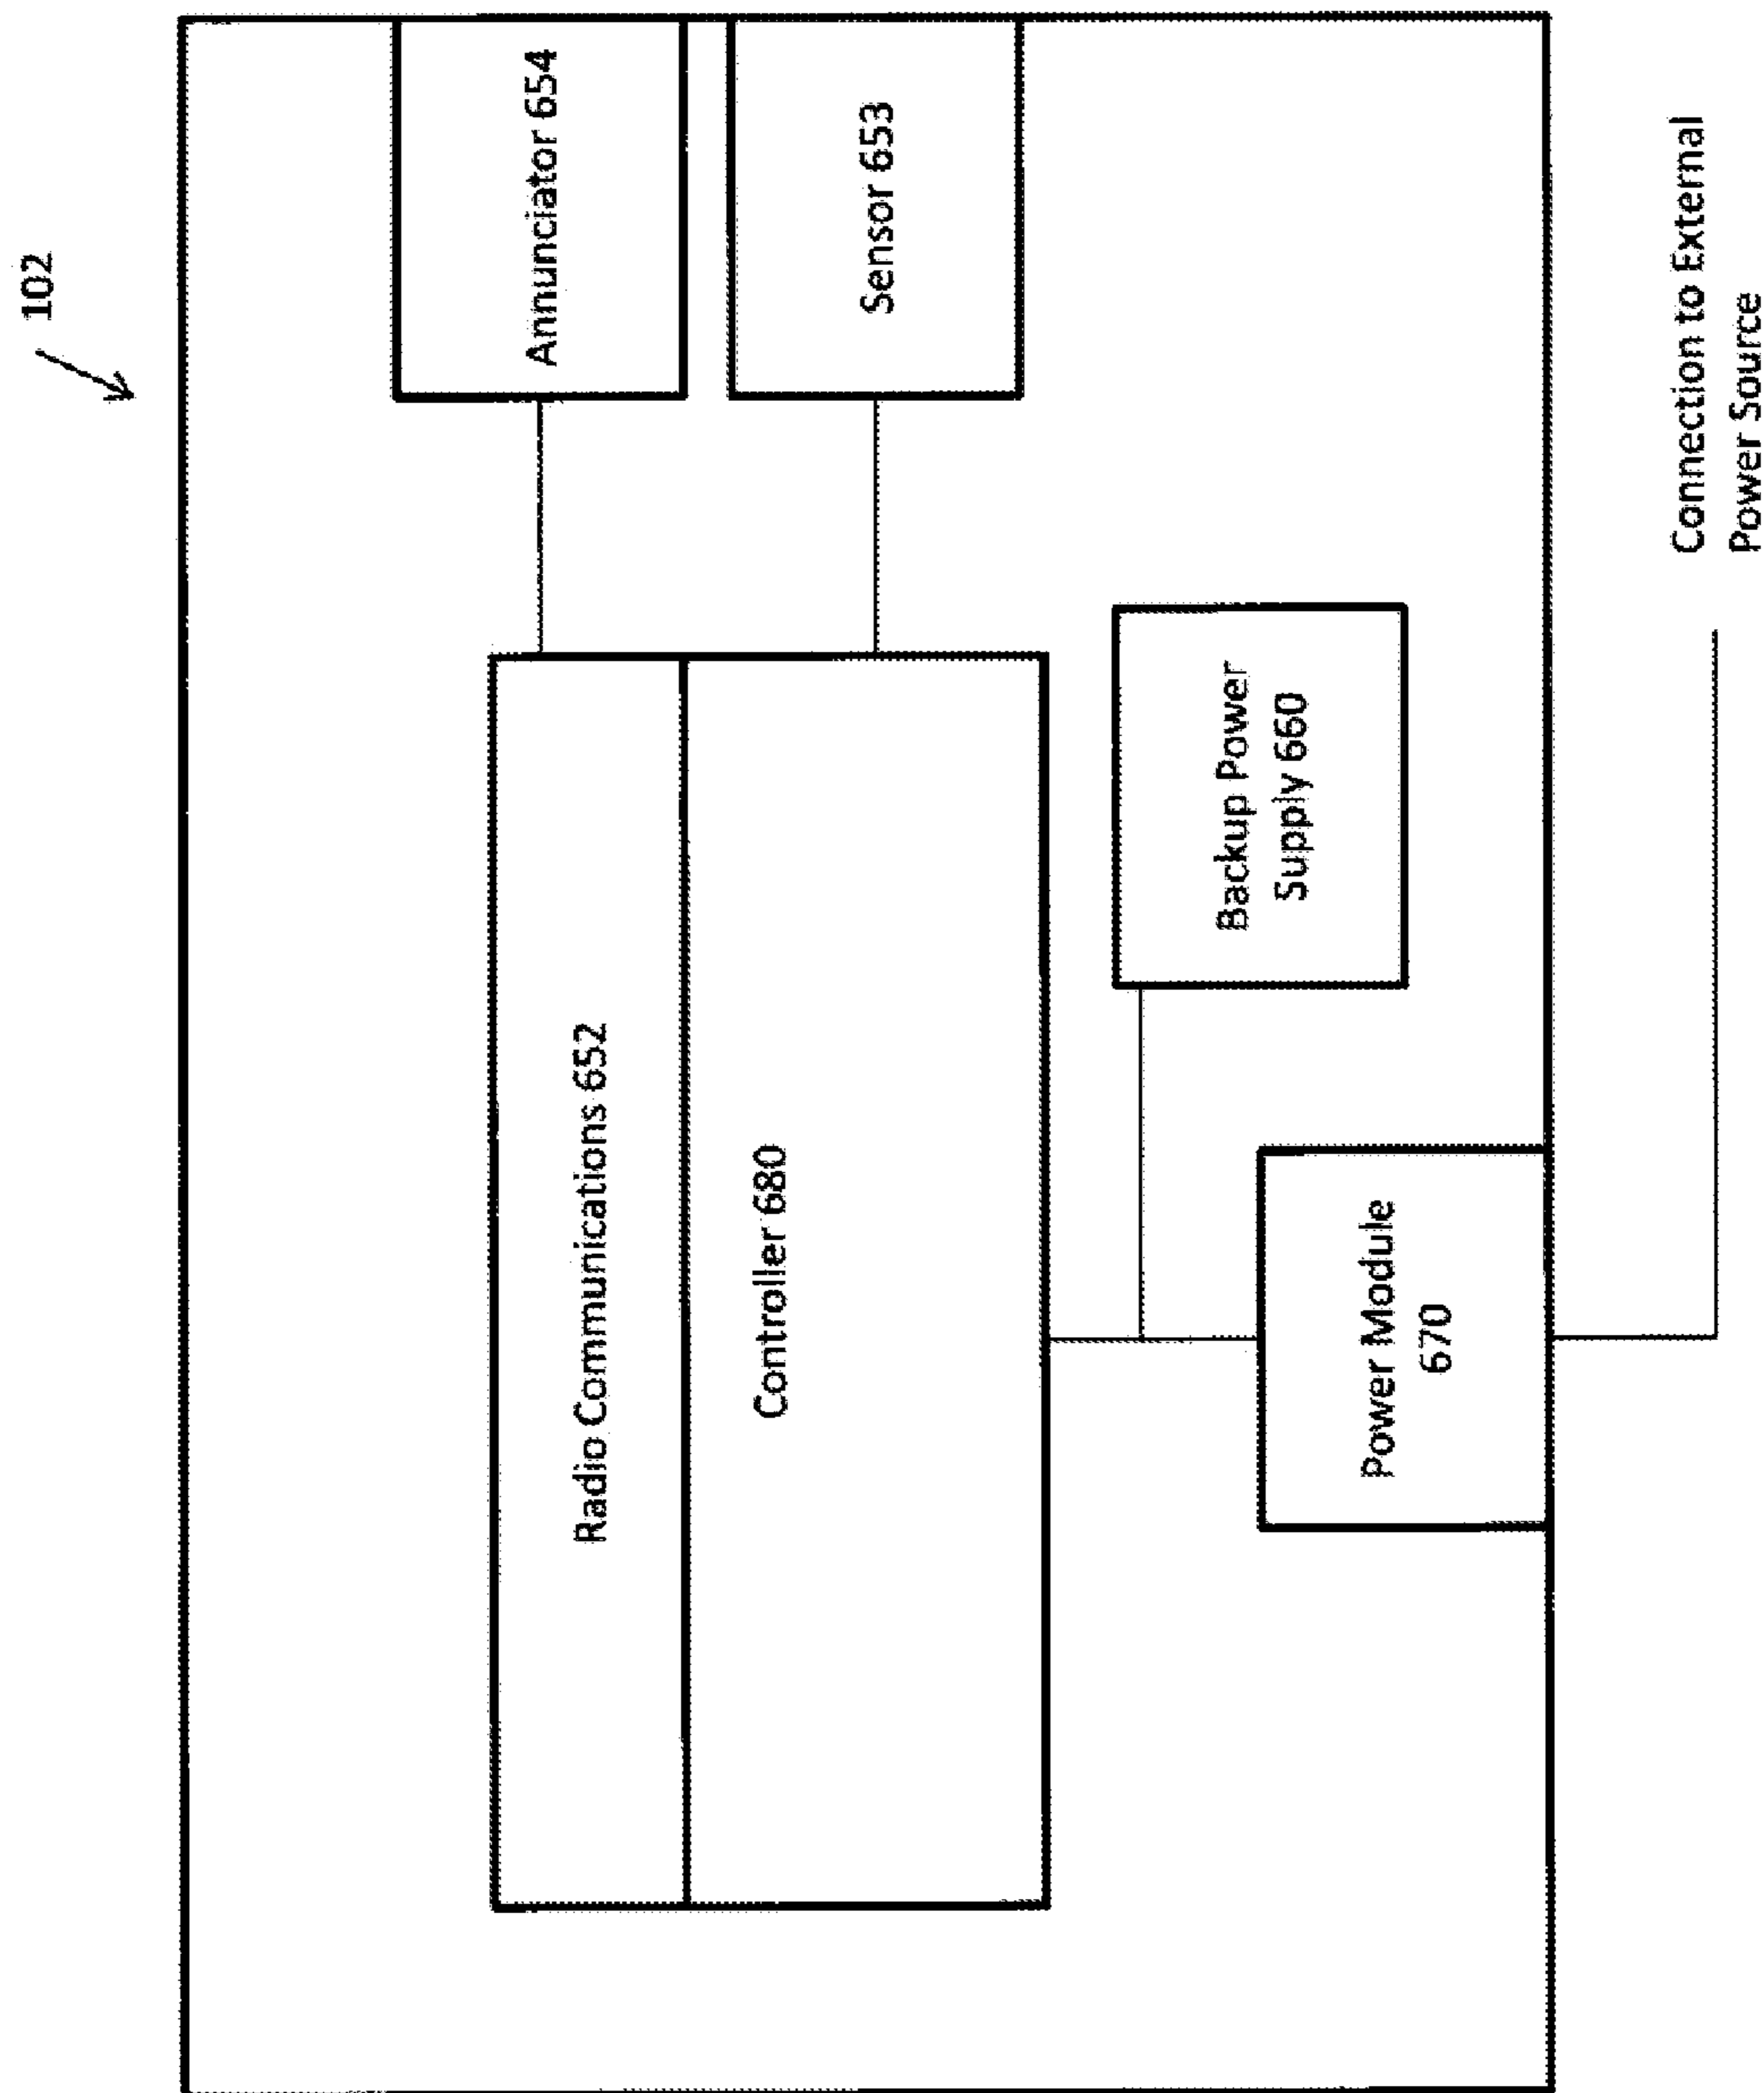 102
Annunciator 654
Radio Communications 652
Sensor 653
Controller 680
Backup Power
Supply 660
Power Module
670
Connection to External
Power Source